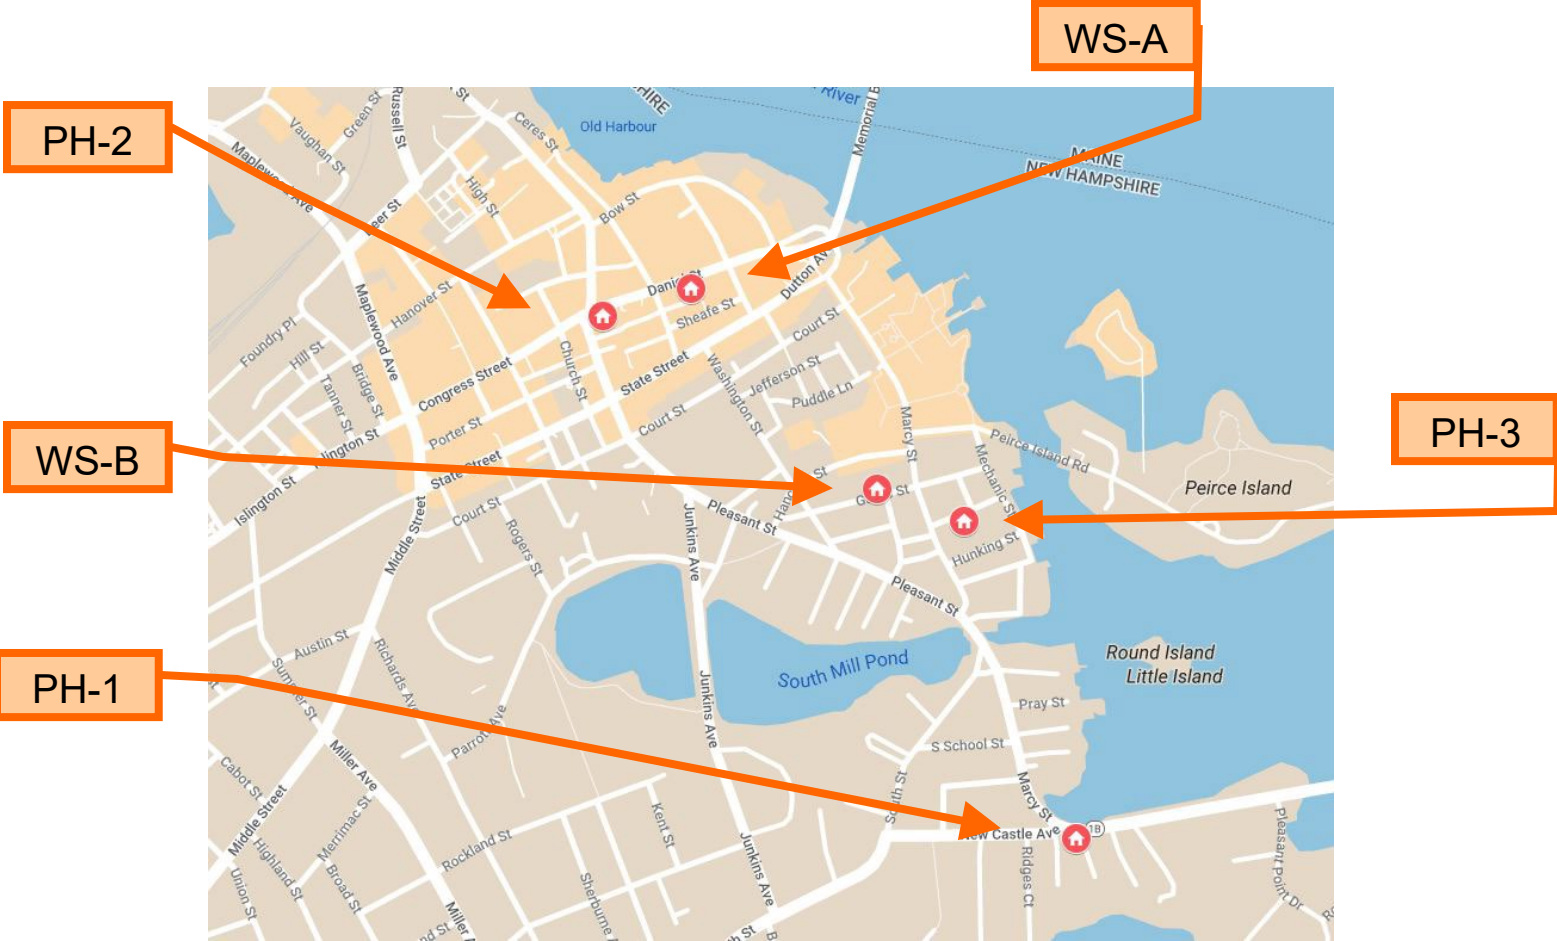 WS-A
PH-2
WS-B
PH-1
PH-3
River
Memorial B
Old Harbour
MAINE
NEW HAMPSHIRE
Green St
Vaughan St
Russell St
Maplewood Ave
Ceres St
High St
Bow St
Hanover St
Dutton Av
Sheafe St
Foundry Pl
Hill St
Tanner St
Bridge St
Maplewood Ave
Congress Street
Church St
State Street
Court St
Jefferson St
Puddle Ln
Washington St
Court St
Porter St
Islington St
State Street
Islington St
Marcy St
Peirce Island Rd
Mechanic St
Peirce Island
Court St
Rogers St
Middle Street
Junkins Ave
Pleasant St
Hunking St
Pleasant St
Austin St
Summer St
Richards Ave
South Mill Pond
Round Island
Little Island
Junkins Ave
Parrott Ave
Pray St
S School St
Miller Ave
Cabot St
Middle Street
Merrimac St
South St
Marcy St
New Castle Ave
1B
Kent St
Rockland St
Highland St
Broad St
Union St
Junkins Ave
Sherburne A
Ridges Ct
Pleasant Point Dr
Miller A